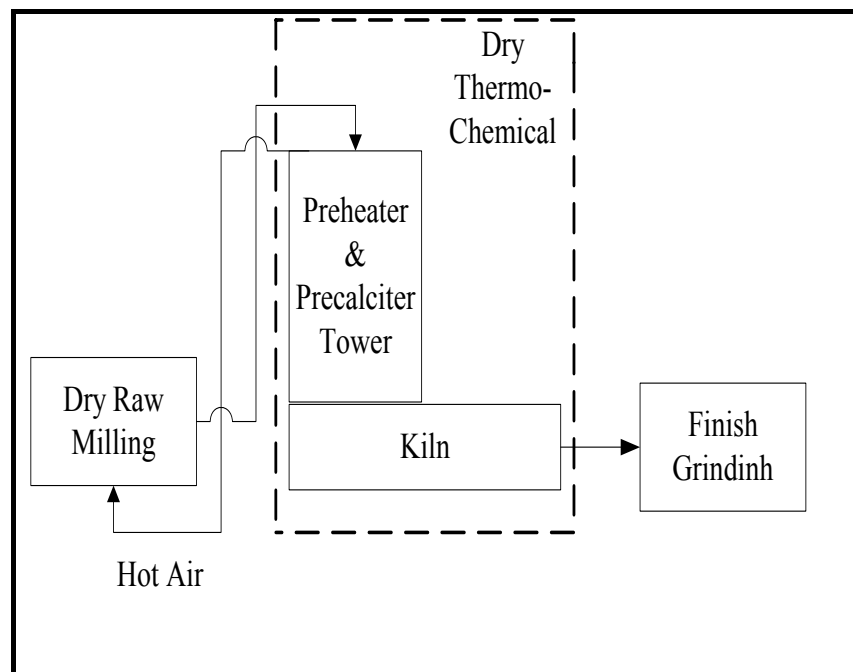 Dry
Thermo-
Chemical
Preheater
&
Precalciter
Tower
Dry Raw
Milling
Kiln
Finish
Grindinh
Hot Air